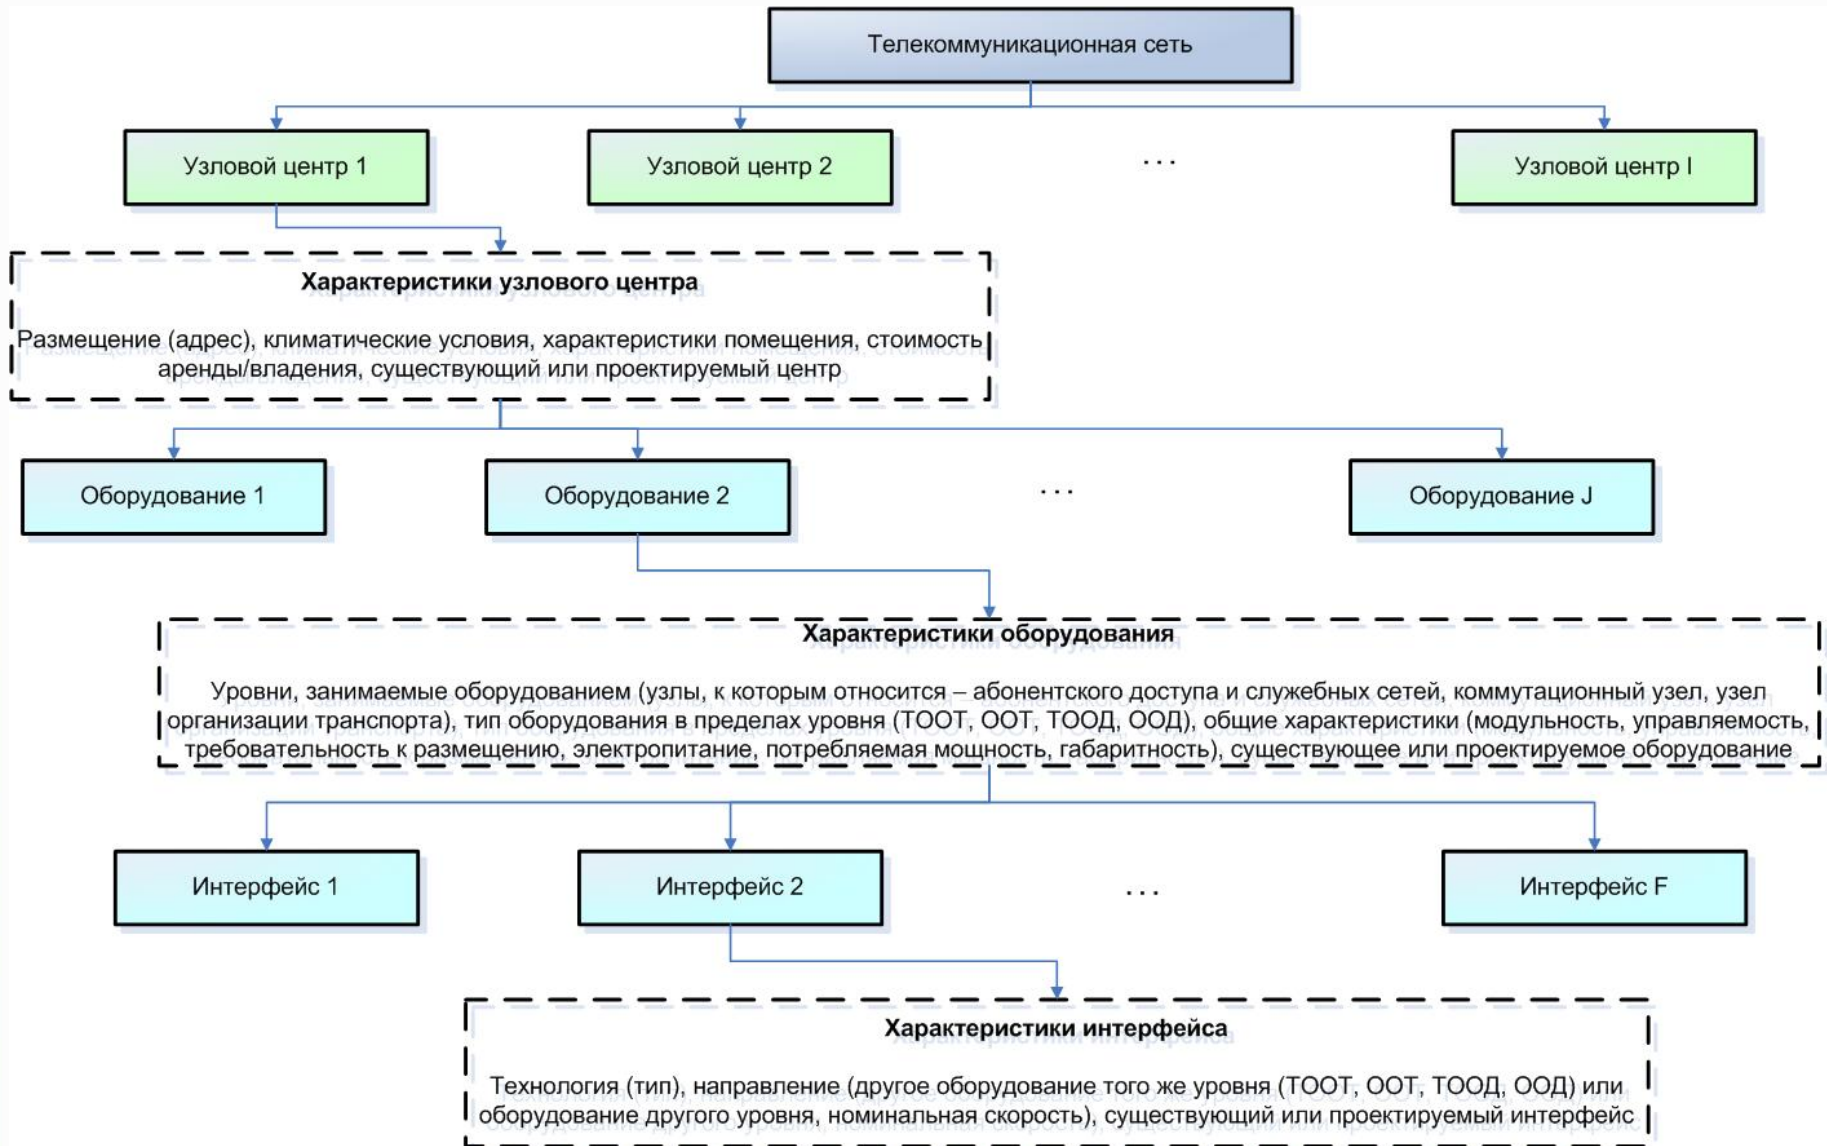 Телекоммуникационная сеть
Узловой центр 1
Узловой центр 2
...
Узловой центр I
Характеристики узлового центра
Размещение (адрес), климатические условия, характеристики помещения, стоимость
аренды/владения, существующий или проектируемый центр
Оборудование 1
Оборудование 2
...
Оборудование J
Характеристики оборудования
Уровни, занимаемые оборудованием (узлы, к которым относится – абонентского доступа и служебных сетей, коммутационный узел, узел
организации транспорта), тип оборудования в пределах уровня (ТООТ, ООТ, ТООД, ООД), общие характеристики (модульность, управляемость,
требовательность к размещению, электропитание, потребляемая мощность, габаритность), существующее или проектируемое оборудование
Интерфейс 1
Интерфейс 2
...
Интерфейс F
Характеристики интерфейса
Технология (тип), направление (другое оборудование того же уровня (ТООТ, ООТ, ТООД, ООД) или
оборудование другого уровня, номинальная скорость), существующий или проектируемый интерфейс